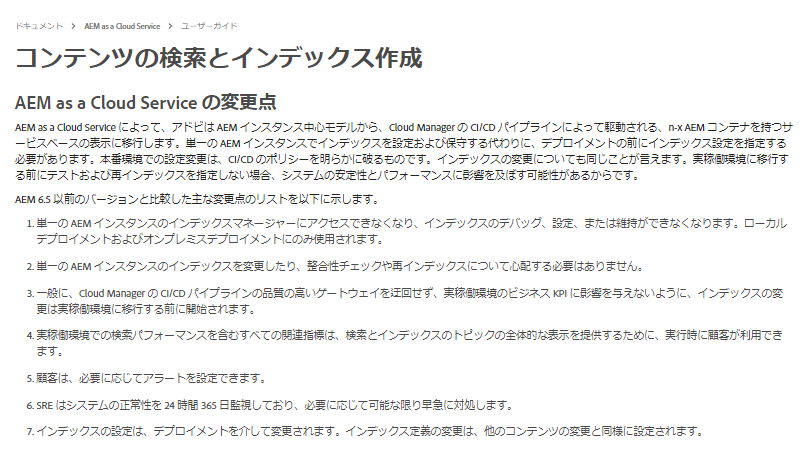 ドキュメント > AEM as a Cloud Service > ユーザーガイド
コンテンツの検索とインデックス作成
AEM as a Cloud Service の変更点
AEM as a Cloud Service によって、アドビは AEM インスタンス中心モデルから、Cloud Manager の CI/CD パイプラインによって駆動される、n-x AEM コンテナを持つサ
ービスベースの表示に移行します。単一の AEM インスタンスでインデックスを設定および保守する代わりに、デプロイメントの前にインデックス設定を指定する
必要があります。本番環境での設定変更は、CI/CD のポリシーを明らかに破るものです。インデックスの変更についても同じことが言えます。実稼働環境に移行す
る前にテストおよび再インデックスを指定しない場合、システムの安定性とパフォーマンスに影響を及ぼす可能性があるからです。
AEM 6.5 以前のバージョンと比較した主な変更点のリストを以下に示します。
1. 単一の AEM インスタンスのインデックスマネージャーにアクセスできなくなり、インデックスのデバッグ、設定、または維持ができなくなります。ローカル
デプロイメントおよびオンプレミスデプロイメントにのみ使用されます。
2. 単一の AEM インスタンスのインデックスを変更したり、整合性チェックや再インデックスについて心配する必要はありません。
3. 一般に、Cloud Manager の CI/CD パイプラインの品質の高いゲートウェイを迂回せず、実稼働環境のビジネス KPI に影響を与えないように、インデックスの変
更は実稼働環境に移行する前に開始されます。
4. 実稼働環境での検索パフォーマンスを含むすべての関連指標は、検索とインデックスのトピックの全体的な表示を提供するために、実行時に顧客が利用でき
ます。
5. 顧客は、必要に応じてアラートを設定できます。
6. SRE はシステムの正常性を 24 時間 365 日監視しており、必要に応じて可能な限り早急に対処します。
7. インデックスの設定は、デプロイメントを介して変更されます。インデックス定義の変更は、他のコンテンツの変更と同様に設定されます。